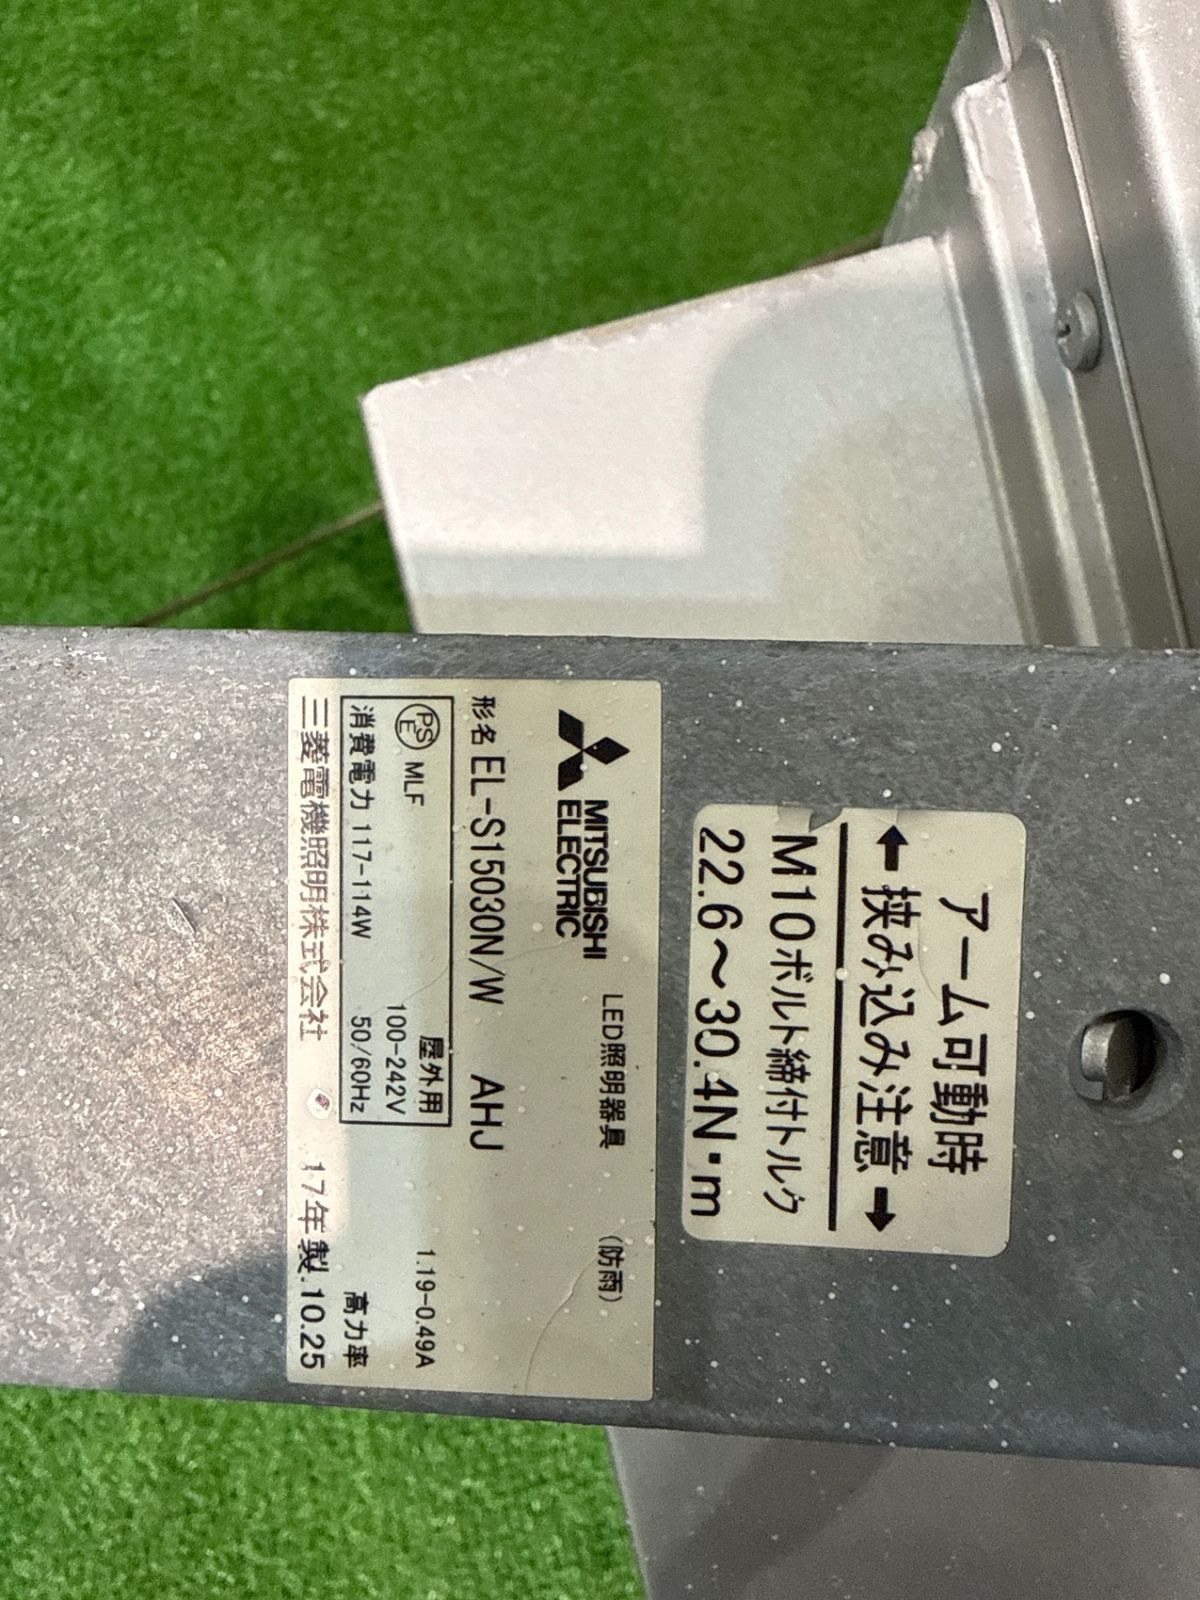 アーム可動時
←挟み込み注意→
M10ボルト締付トルク
22.6～30.4N・m
MITSUBISHI
ELECTRIC
LED照明器具 (防雨)
形名 EL-S15030N/W AHJ
屋外用
PSE MLF 100-242V 1.19-0.49A
消費電力 117-114W 50/60Hz 高力率
三菱電機照明株式会社 17年製.10.25